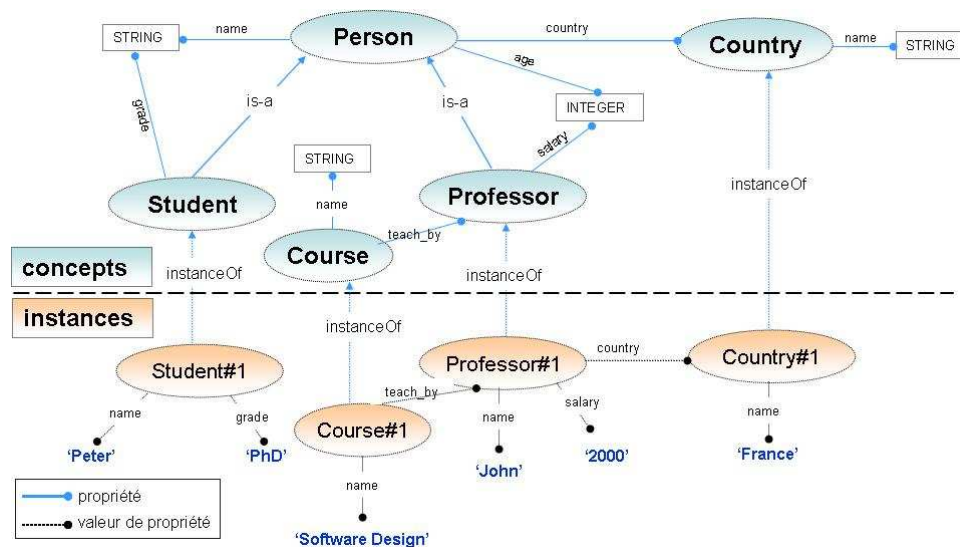 STRING
name
Person
country
Country
name
STRING
age
grade
is-a
is-a
INTEGER
salary
STRING
Student
name
Professor
instanceOf
teach_by
Course
concepts
instanceOf
instanceOf
instances
instanceOf
Student#1
Professor#1
country
Country#1
teach_by
name
grade
Course#1
name
salary
name
'Peter'
'PhD'
'John'
'2000'
'France'
propriété
name
valeur de propriété
'Software Design'